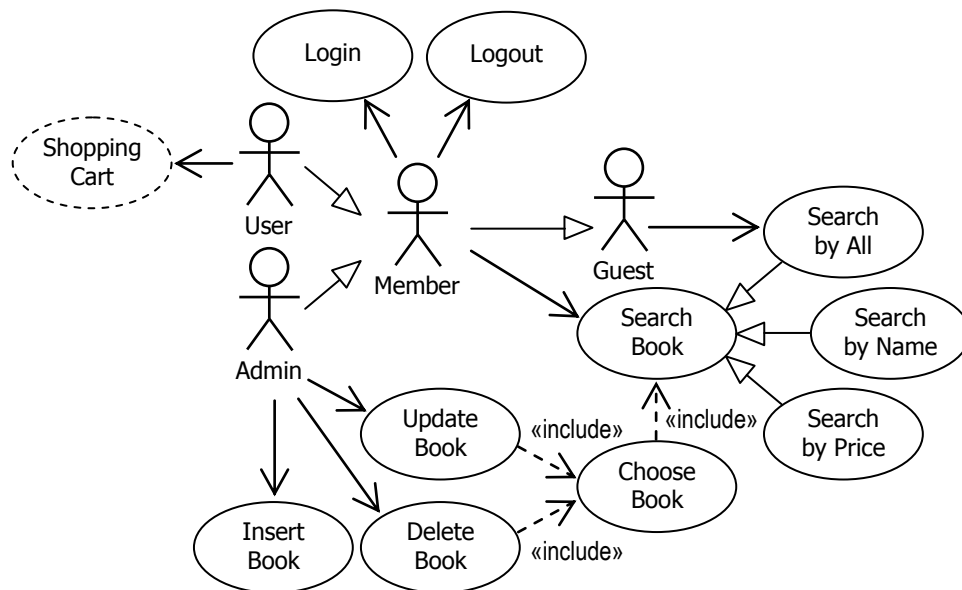 Login
Logout
Shopping
Cart
User
Member
Guest
Search
by All
Admin
Search
Book
Search
by Name
Update
Book
«include»
«include»
Search
by Price
Choose
Book
Insert
Book
Delete
Book
«include»